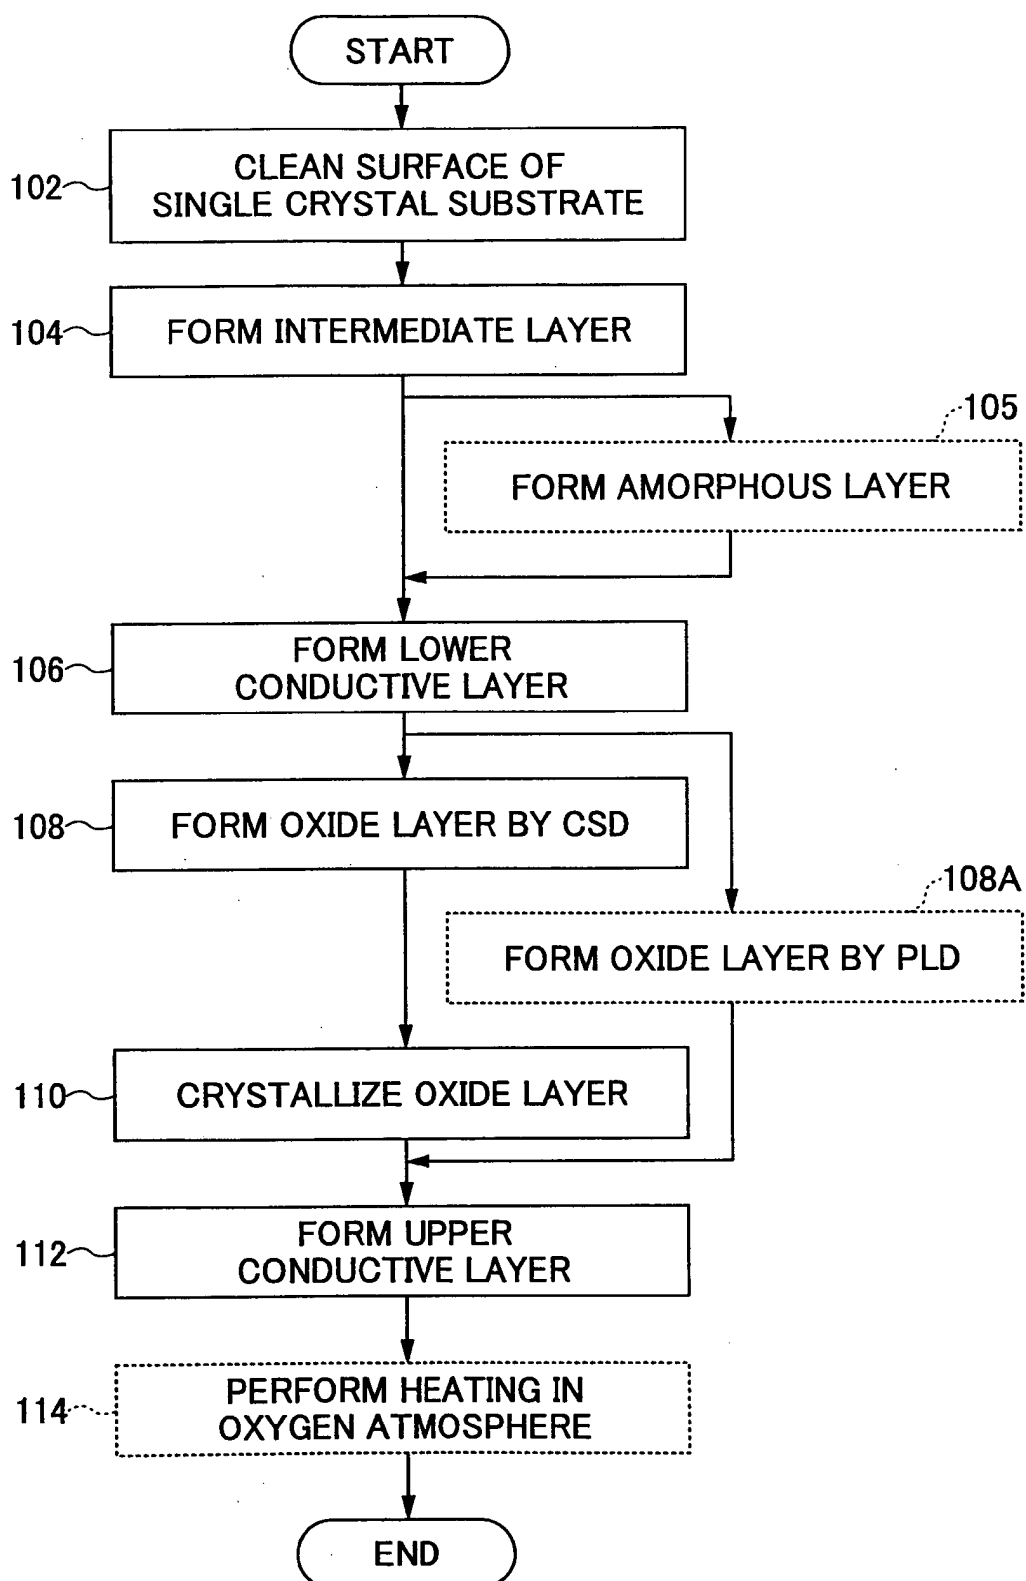 START
102
CLEAN SURFACE OF
SINGLE CRYSTAL SUBSTRATE
104
FORM INTERMEDIATE LAYER
105
FORM AMORPHOUS LAYER
106
FORM LOWER
CONDUCTIVE LAYER
108
FORM OXIDE LAYER BY CSD
108A
FORM OXIDE LAYER BY PLD
110
CRYSTALLIZE OXIDE LAYER
112
FORM UPPER
CONDUCTIVE LAYER
114
PERFORM HEATING IN
OXYGEN ATMOSPHERE
END